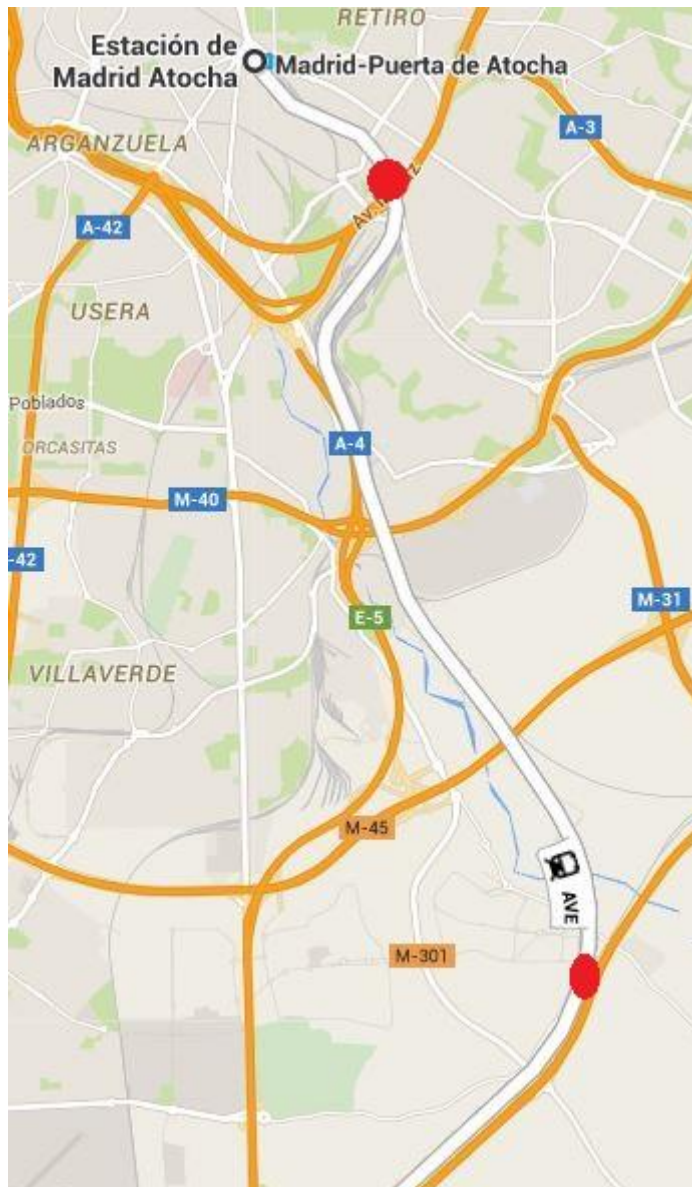 RETIRO
Estación de
Madrid Atocha
Madrid-Puerta de Atocha
A-3
ARGANZUELA
Av.
A-42
USERA
Poblados
ORCASITAS
A-4
M-40
-42
M-31
E-5
VILLAVERDE
M-45
AVE
M-301